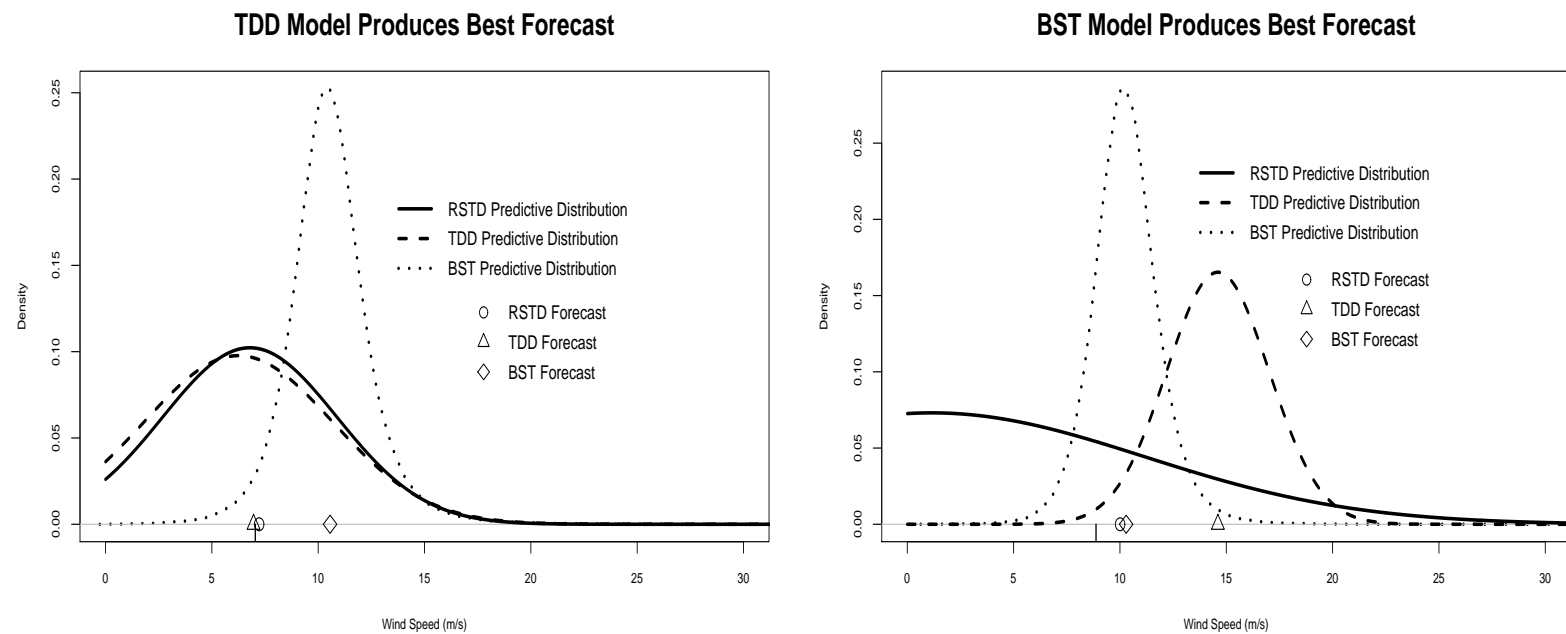 TDD Model Produces Best Forecast
Density
0.25
0.20
0.15
0.10
0.05
0.00
RSTD Predictive Distribution
TDD Predictive Distribution
BST Predictive Distribution
RSTD Forecast
TDD Forecast
BST Forecast
0 5 10 15 20 25 30
Wind Speed (m/s)
BST Model Produces Best Forecast
Density
0.25
0.20
0.15
0.10
0.05
0.00
RSTD Predictive Distribution
TDD Predictive Distribution
BST Predictive Distribution
RSTD Forecast
TDD Forecast
BST Forecast
0 5 10 15 20 25 30
Wind Speed (m/s)